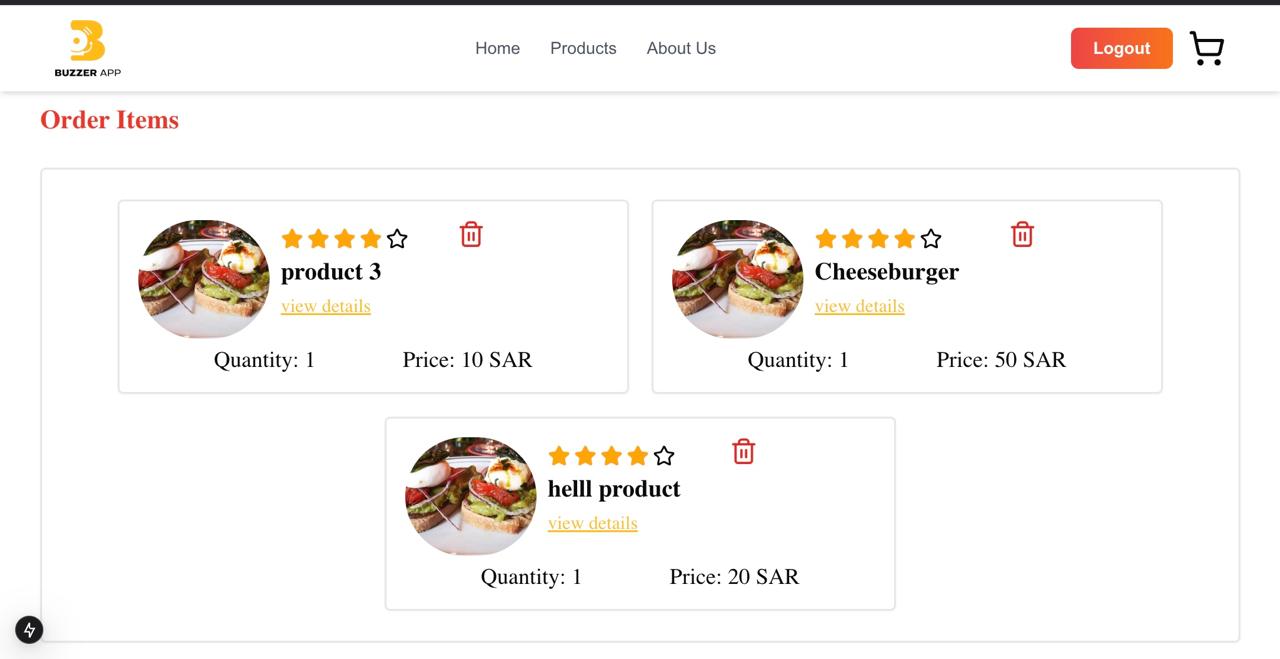 BUZZER APP
Home Products About Us
Logout
Order Items
product 3
view details
Quantity: 1 Price: 10 SAR
Cheeseburger
view details
Quantity: 1 Price: 50 SAR
helll product
view details
Quantity: 1 Price: 20 SAR